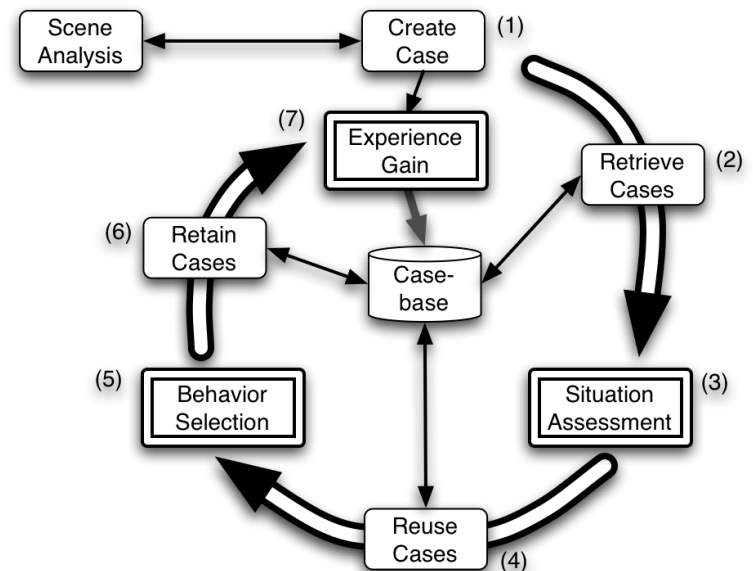 Scene
Analysis
Create
Case
(1)
(7)
Experience
Gain
Retrieve
Cases
(2)
(6)
Retain
Cases
Case-
base
(5)
Behavior
Selection
Situation
Assessment
(3)
Reuse
Cases
(4)